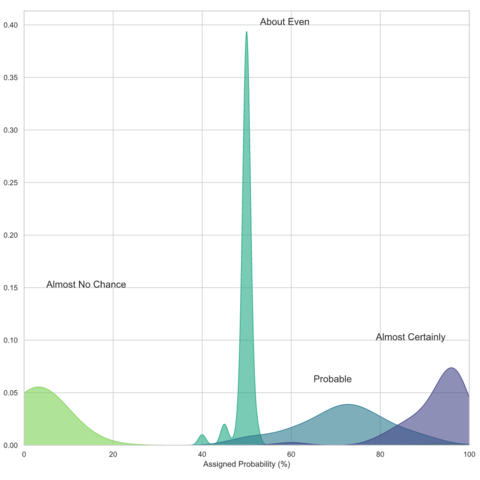 About Even
0.40
0.35
0.30
0.25
0.20
0.15
Almost No Chance
0.10
Almost Certainly
0.05
Probable
0.00
0 20 40 60 80 100
Assigned Probability (%)